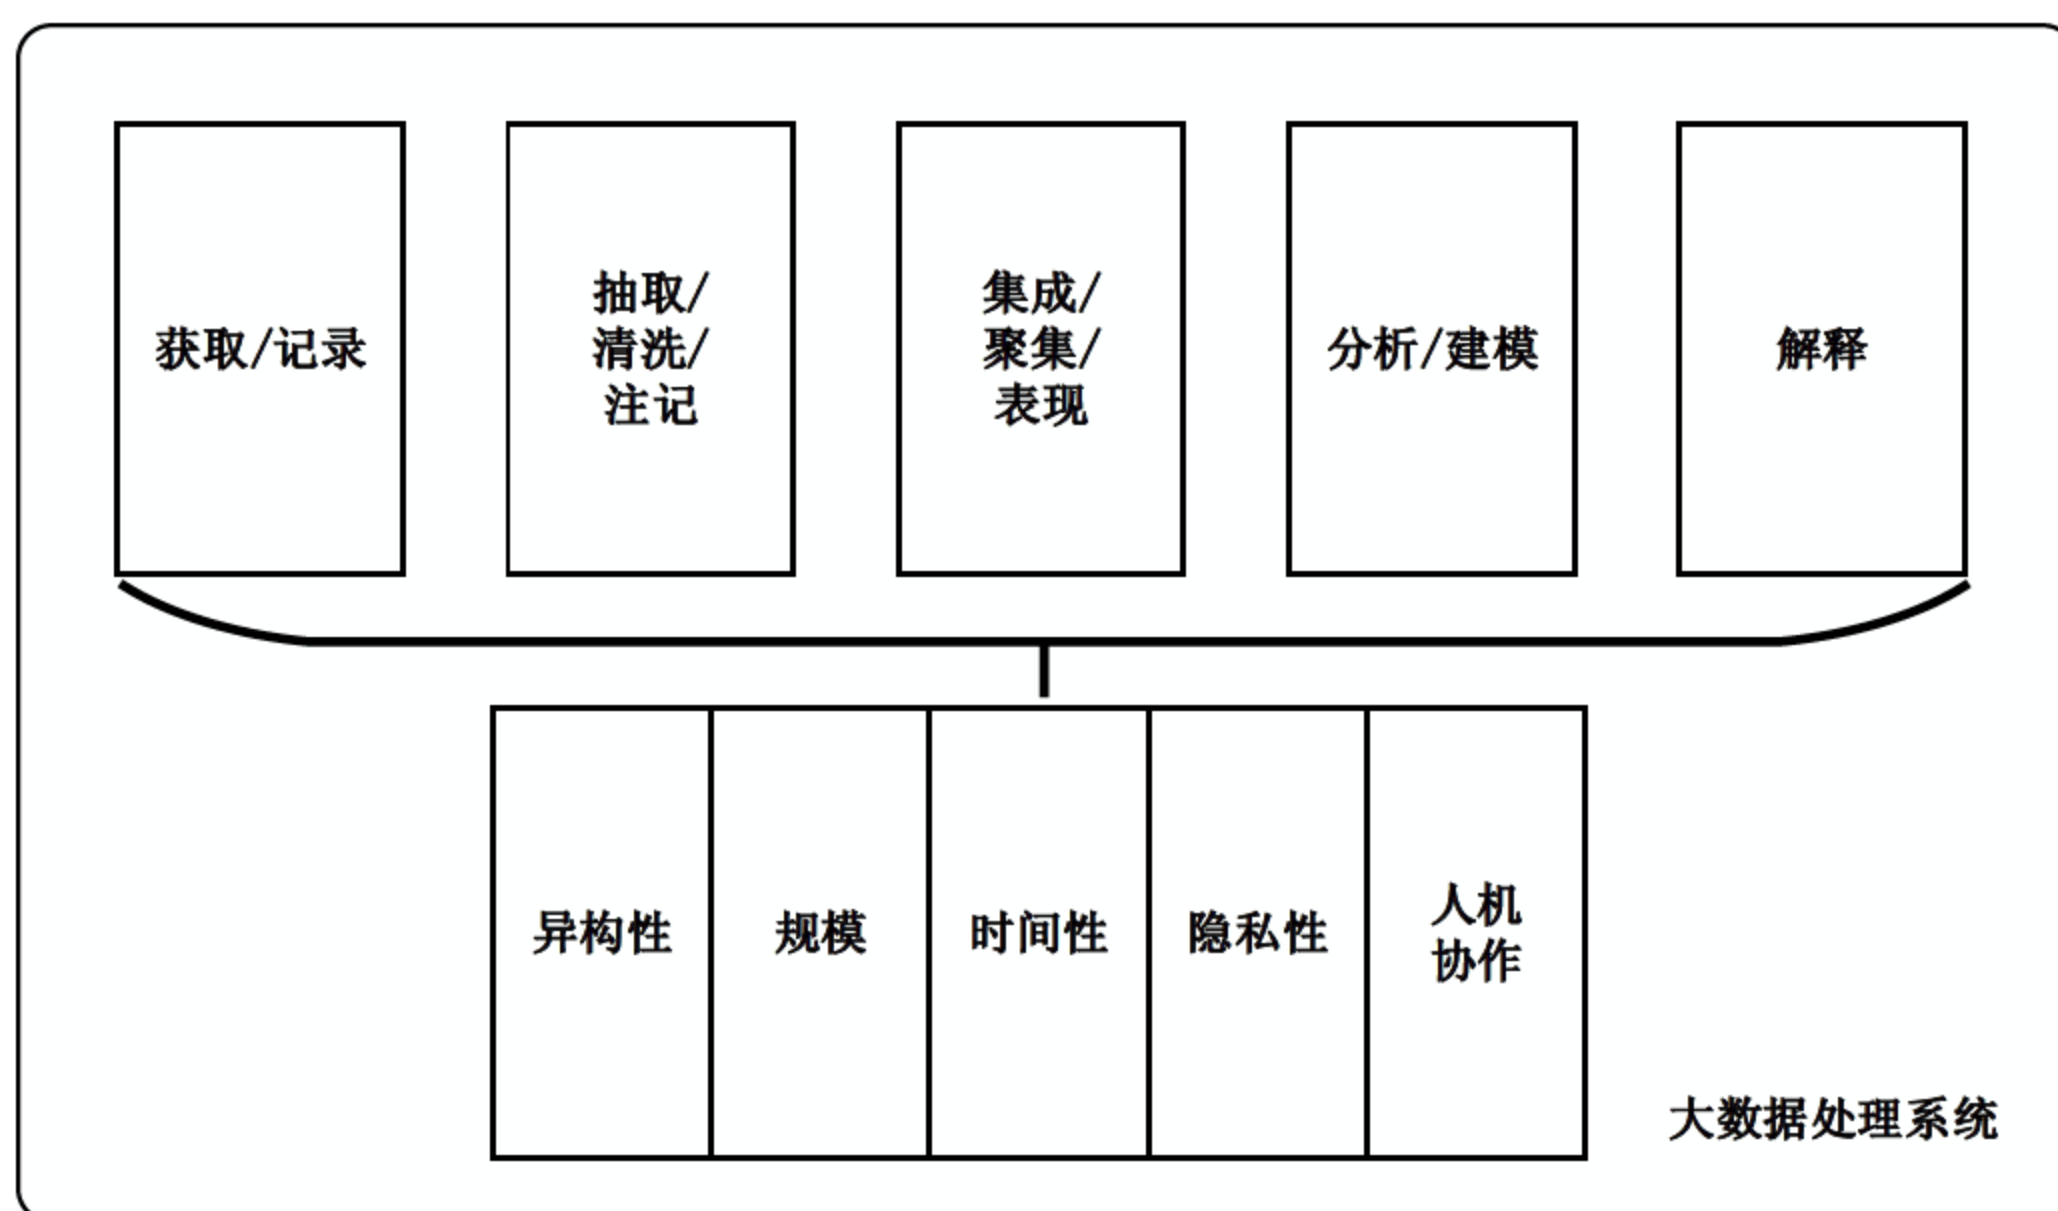 获取/记录
抽取/
清洗/
注记
集成/
聚集/
表现
分析/建模
解释
异构性
规模
时间性
隐私性
人机
协作
大数据处理系统